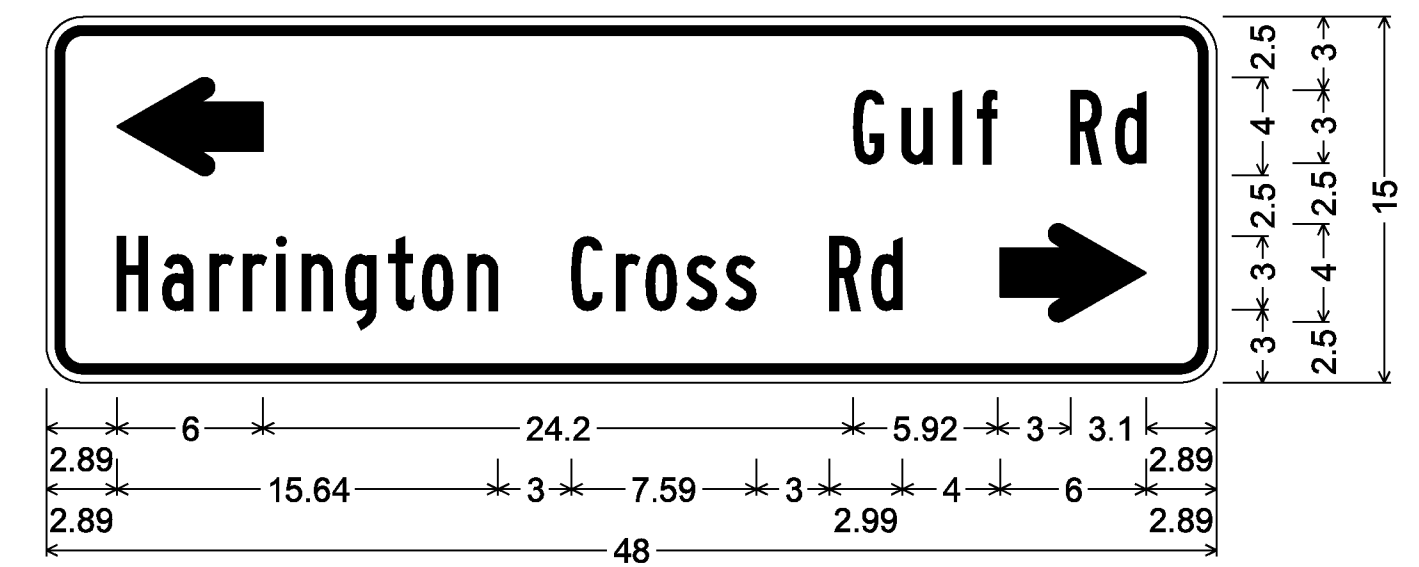 Gulf Rd
Harrington Cross Rd
2.5 4 2.5 3 3
3 3 2.5 4 2.5
15
6 24.2 5.92 3 3.1
2.89 2.89
15.64 3 7.59 3 4 6
2.89 2.99 2.89
48